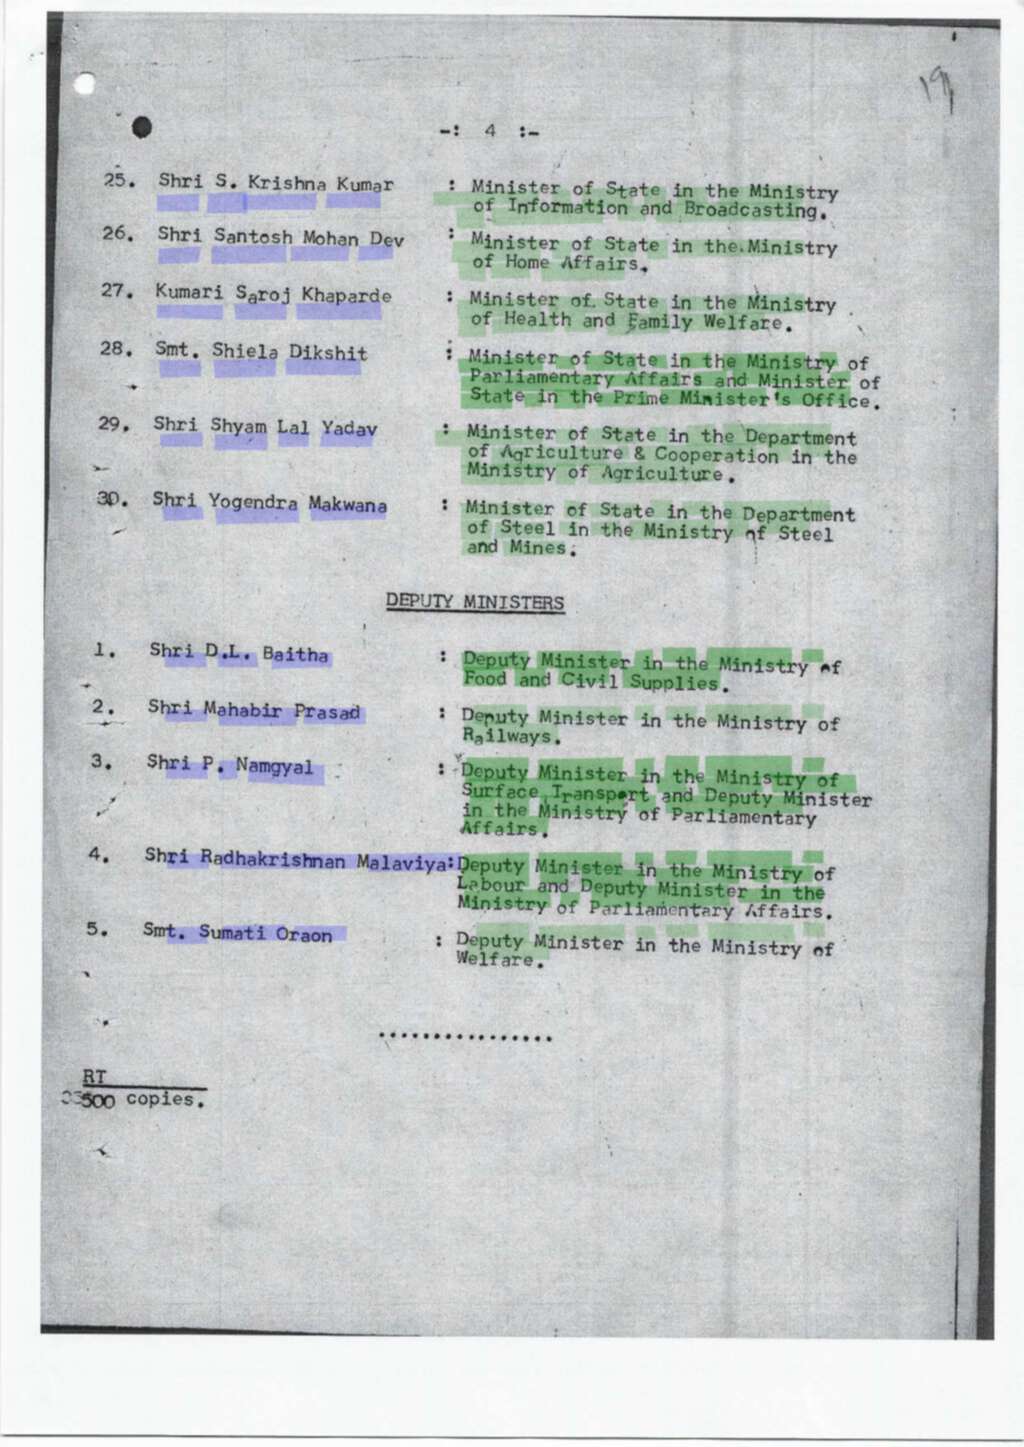 191
-: 4 :-
25. Shri S. Krishna Kumar : Minister of State in the Ministry
of Information and Broadcasting.
26. Shri Santosh Mohan Dev : Minister of State in the Ministry
of Home Affairs.
27. Kumari Saroj Khaparde : Minister of State in the Ministry
of Health and Family Welfare.
28. Smt. Shiela Dikshit : Minister of State in the Ministry of
Parliamentary Affairs and Minister of
State in the Prime Minister's Office.
29. Shri Shyam Lal Yadav : Minister of State in the Department
of Agriculture & Cooperation in the
Ministry of Agriculture.
30. Shri Yogendra Makwana : Minister of State in the Department
of Steel in the Ministry of Steel
and Mines.
DEPUTY MINISTERS
1. Shri D.L. Baitha : Deputy Minister in the Ministry of
Food and Civil Supplies.
2. Shri Mahabir Prasad : Deputy Minister in the Ministry of
Railways.
3. Shri P. Namgyal : Deputy Minister in the Ministry of
Surface Transport and Deputy Minister
in the Ministry of Parliamentary
Affairs.
4. Shri Radhakrishnan Malaviya: Deputy Minister in the Ministry of
Labour and Deputy Minister in the
Ministry of Parliamentary Affairs.
5. Smt. Sumati Oraon : Deputy Minister in the Ministry of
Welfare.
................
RT
500 copies.